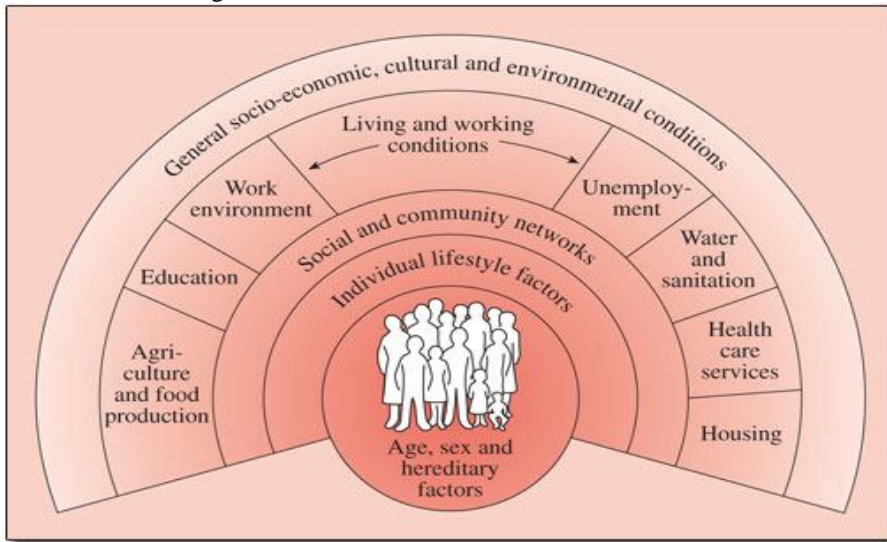 General socio-economic, cultural and environmental conditions
Living and working
conditions
Work
environment
Unemploy-
ment
Education
Water
and
sanitation
Agri-
culture
and food
production
Health
care
services
Housing
Social and community networks
Individual lifestyle factors
Age, sex and
hereditary
factors